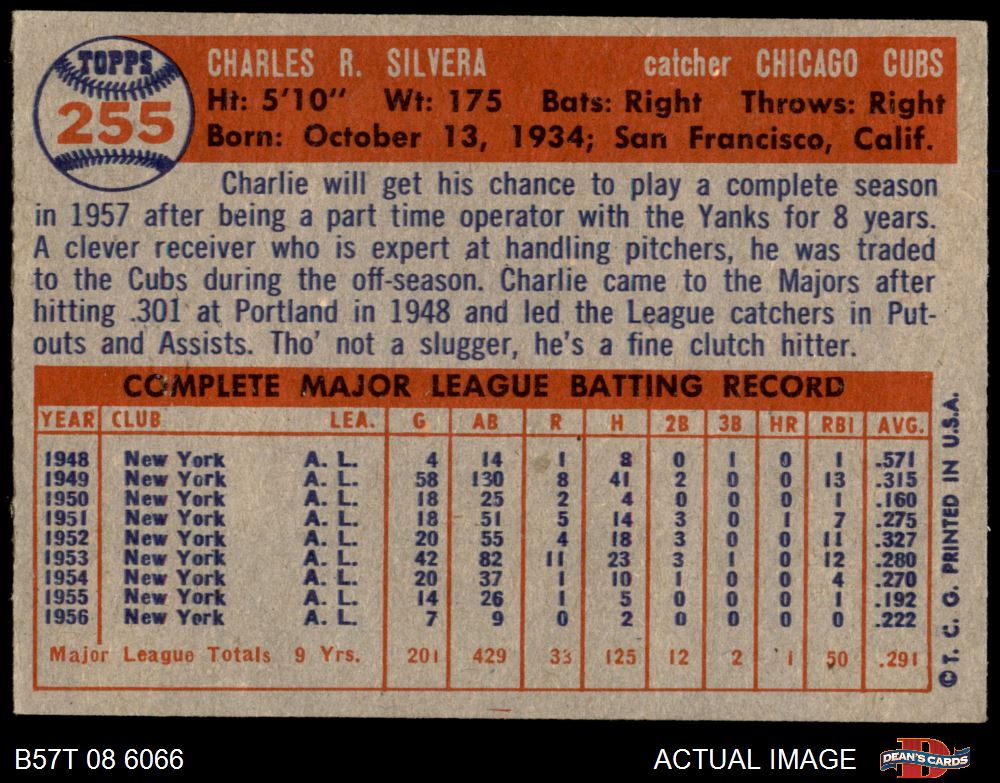 TOPPS
255
CHARLES R. SILVERA catcher CHICAGO CUBS
Ht: 5'10" Wt: 175 Bats: Right Throws: Right
Born: October 13, 1934; San Francisco, Calif.
Charlie will get his chance to play a complete season
in 1957 after being a part time operator with the Yanks for 8 years.
A clever receiver who is expert at handling pitchers, he was traded
to the Cubs during the off-season. Charlie came to the Majors after
hitting .301 at Portland in 1948 and led the League catchers in Put-
outs and Assists. Tho' not a slugger, he's a fine clutch hitter.
COMPLETE MAJOR LEAGUE BATTING RECORD
YEAR CLUB LEA. G AB R H 2B 3B HR RBI AVG.
1948 New York A. L. 4 14 1 8 0 1 0 1 .571
1949 New York A. L. 58 130 8 41 2 0 0 13 .315
1950 New York A. L. 18 25 2 4 0 0 0 1 .160
1951 New York A. L. 18 51 5 14 3 0 1 7 .275
1952 New York A. L. 20 55 4 18 3 0 0 11 .327
1953 New York A. L. 42 82 11 23 3 1 0 12 .280
1954 New York A. L. 20 37 1 10 1 0 0 4 .270
1955 New York A. L. 14 26 1 5 0 0 0 1 .192
1956 New York A. L. 7 9 0 2 0 0 0 0 .222
Major League Totals 9 Yrs. 201 429 33 125 12 2 1 50 .291
© T. C. G. PRINTED IN U.S.A.
B57T 08 6066 ACTUAL IMAGE DEAN'S CARDS